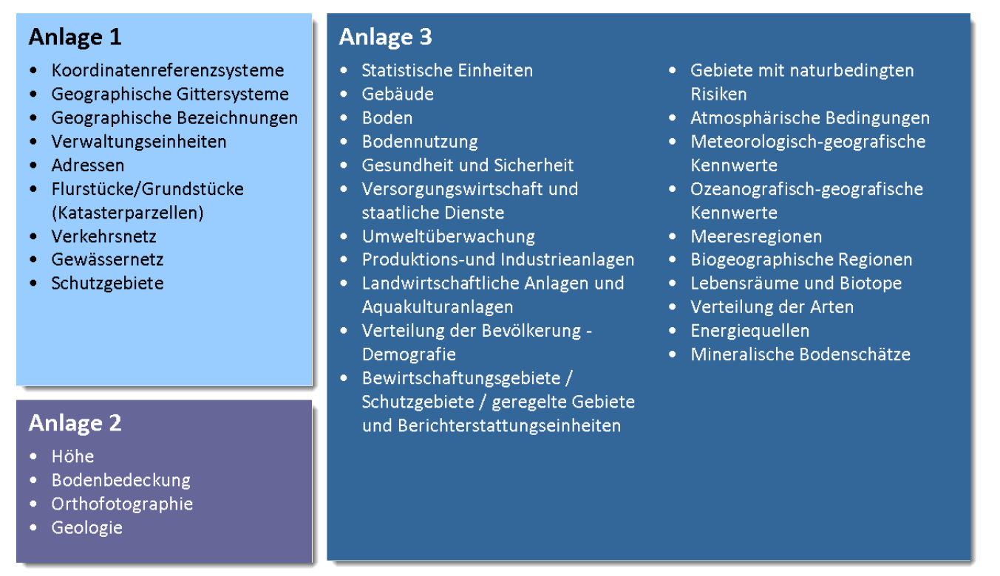 Anlage 1
• Koordinatenreferenzsysteme
• Geographische Gittersysteme
• Geographische Bezeichnungen
• Verwaltungseinheiten
• Adressen
• Flurstücke/Grundstücke
(Katasterparzellen)
• Verkehrsnetz
• Gewässernetz
• Schutzgebiete
Anlage 2
• Höhe
• Bodenbedeckung
• Orthofotographie
• Geologie
Anlage 3
• Statistische Einheiten
• Gebäude
• Boden
• Bodennutzung
• Gesundheit und Sicherheit
• Versorgungswirtschaft und
staatliche Dienste
• Umweltüberwachung
• Produktions-und Industrieanlagen
• Landwirtschaftliche Anlagen und
Aquakulturanlagen
• Verteilung der Bevölkerung -
Demografie
• Bewirtschaftungsgebiete /
Schutzgebiete / geregelte Gebiete
und Berichterstattungseinheiten
• Gebiete mit naturbedingten
Risiken
• Atmosphärische Bedingungen
• Meteorologisch-geografische
Kennwerte
• Ozeanografisch-geografische
Kennwerte
• Meeresregionen
• Biogeographische Regionen
• Lebensräume und Biotope
• Verteilung der Arten
• Energiequellen
• Mineralische Bodenschätze